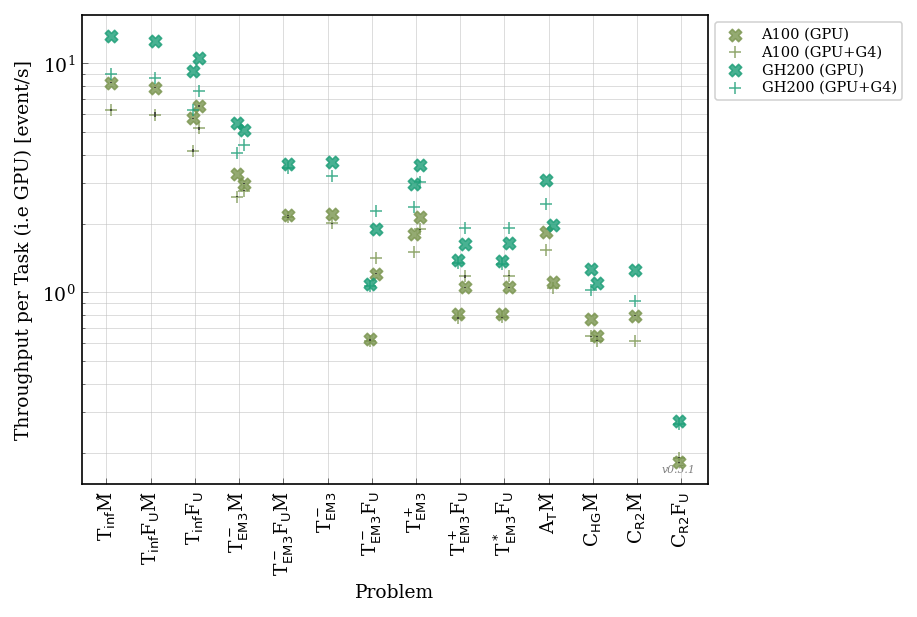 A100 (GPU)
A100 (GPU+G4)
GH200 (GPU)
GH200 (GPU+G4)
Throughput per Task (i.e GPU) [event/s]
10¹
10⁰
T_inf M
T_inf F_U M
T_inf F_U
T⁻_EM3 M
T⁻_EM3 F_U M
T⁻_EM3
T⁻_EM3 F_U
T⁺_EM3
T⁺_EM3 F_U
T*_EM3 F_U
A_T M
C_HG M
C_R2 M
C_R2 F_U
Problem